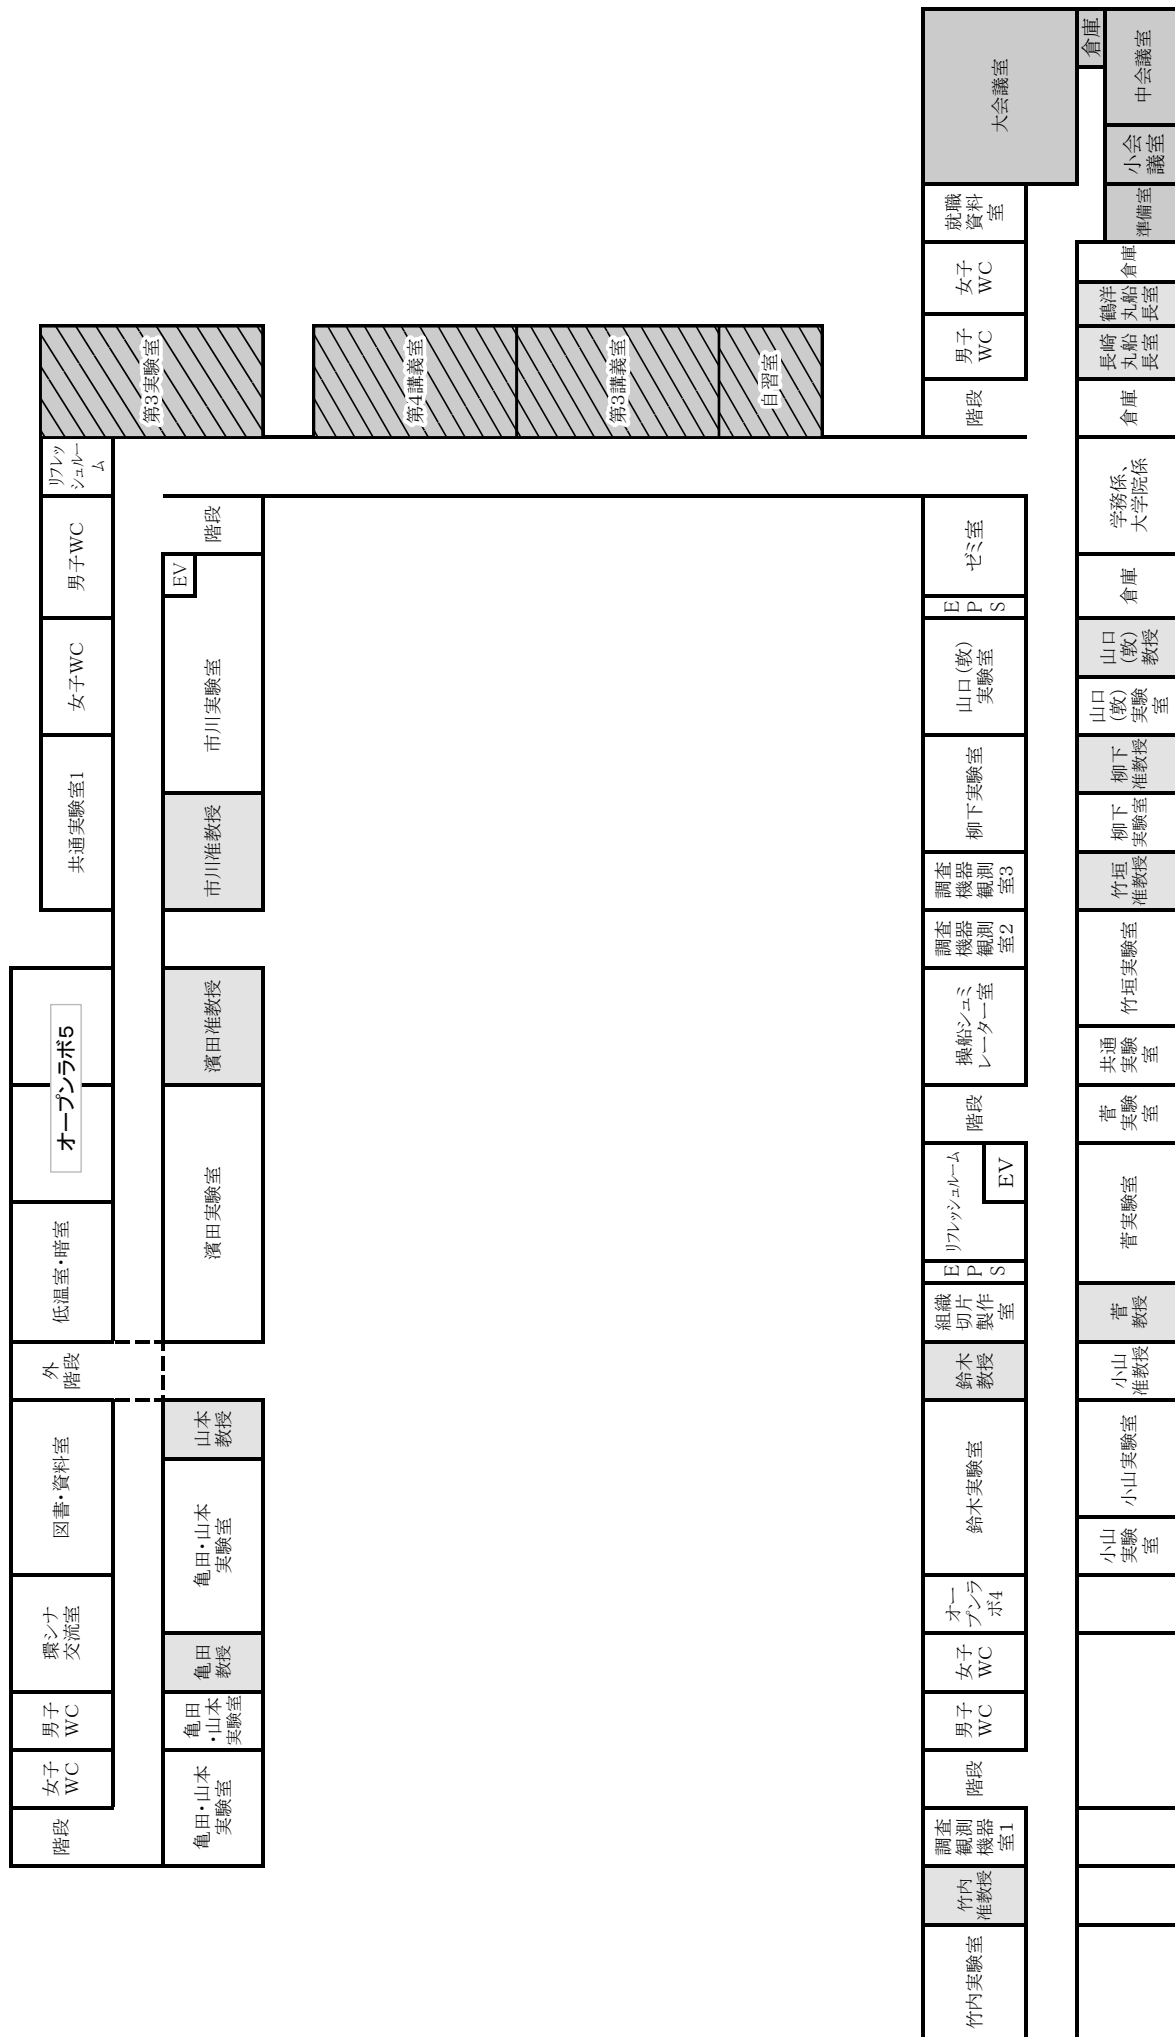 大会議室
倉庫
中会議室
小会
議室
準備室
就職
資料
室
女子
WC
男子
WC
階段
倉庫
鶴洋
丸船
長室
長崎
丸船
長室
倉庫
第3実験室
第4講義室
第3講義室
自習室
リフレッ
シュルー
ム
男子WC
女子WC
共通実験室1
階段
EV
市川実験室
市川准教授
オープンラボ5
濱田准教授
濱田実験室
低温室・暗室
外
階段
図書・資料室
環シナ
交流室
男子
WC
女子
WC
階段
山本
教授
亀田・山本
実験室
亀田
教授
亀田
・山本
実験室
亀田・山本
実験室
ゼミ室
E
P
S
山口(敦)
実験室
柳下実験室
調査
機器
観測
室3
調査
機器
観測
室2
操船シュミ
レーター室
階段
リフレッシュルーム
EV
E
P
S
組織
切片
製作
室
鈴木
教授
鈴木実験室
オー
プンラ
ボ4
女子
WC
男子
WC
階段
調査
観測
機器
室1
竹内
准教授
竹内実験室
学務係、
大学院係
倉庫
山口
(敦)
教授
山口
(敦)
実験
室
柳下
准教授
柳下
実験室
竹垣
准教授
竹垣実験室
共通
実験
室
菅
実験
室
菅実験室
菅
教授
小山
准教授
小山実験室
小山
実験
室